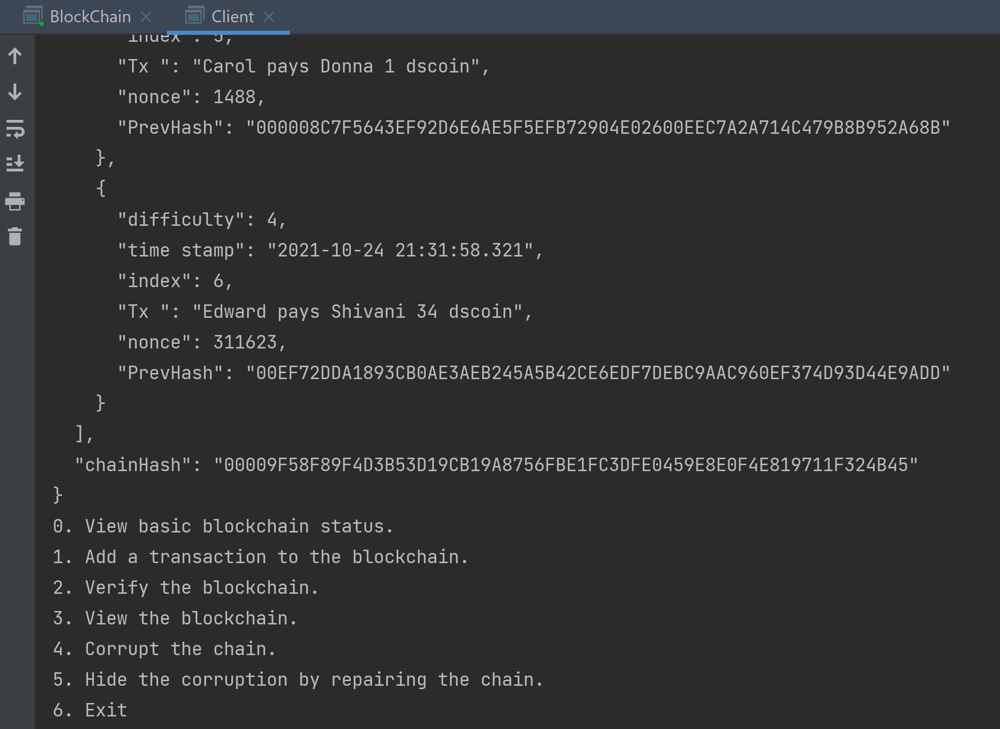 BlockChain Client
"index": 5,
"Tx ": "Carol pays Donna 1 dscoin",
"nonce": 1488,
"PrevHash": "000008C7F5643EF92D6E6AE5F5EFB72904E02600EEC7A2A714C479B8B952A68B"
},
{
"difficulty": 4,
"time stamp": "2021-10-24 21:31:58.321",
"index": 6,
"Tx ": "Edward pays Shivani 34 dscoin",
"nonce": 311623,
"PrevHash": "00EF72DDA1893CB0AE3AEB245A5B42CE6EDF7DEBC9AAC960EF374D93D44E9ADD"
}
],
"chainHash": "00009F58F89F4D3B53D19CB19A8756FBE1FC3DFE0459E8E0F4E819711F324B45"
}
0. View basic blockchain status.
1. Add a transaction to the blockchain.
2. Verify the blockchain.
3. View the blockchain.
4. Corrupt the chain.
5. Hide the corruption by repairing the chain.
6. Exit